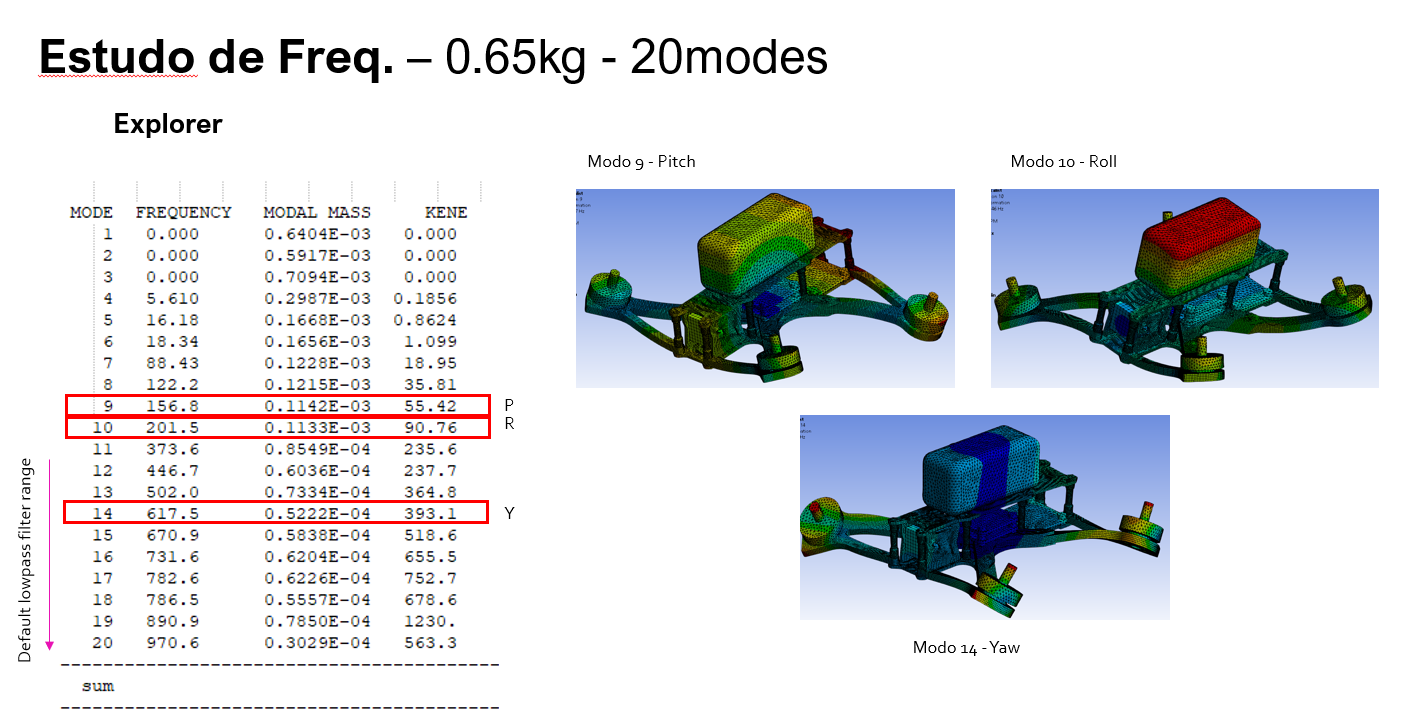 Estudo de Freq. – 0.65kg - 20modes
Explorer
MODE FREQUENCY MODAL MASS KENE
1 0.000 0.6404E-03 0.000
2 0.000 0.5917E-03 0.000
3 0.000 0.7094E-03 0.000
4 5.610 0.2987E-03 0.1856
5 16.18 0.1668E-03 0.8624
6 18.34 0.1656E-03 1.099
7 88.43 0.1228E-03 18.95
8 122.2 0.1215E-03 35.81
9 156.8 0.1142E-03 55.42 P
10 201.5 0.1133E-03 90.76 R
11 373.6 0.8549E-04 235.6
12 446.7 0.6036E-04 237.7
13 502.0 0.7334E-04 364.8
14 617.5 0.5222E-04 393.1 Y
15 670.9 0.5838E-04 518.6
16 731.6 0.6204E-04 655.5
17 782.6 0.6226E-04 752.7
18 786.5 0.5557E-04 678.6
19 890.9 0.7850E-04 1230.
20 970.6 0.3029E-04 563.3
sum
Default lowpass filter range
Modo 9 - Pitch
Modo 10 - Roll
Modo 14 - Yaw